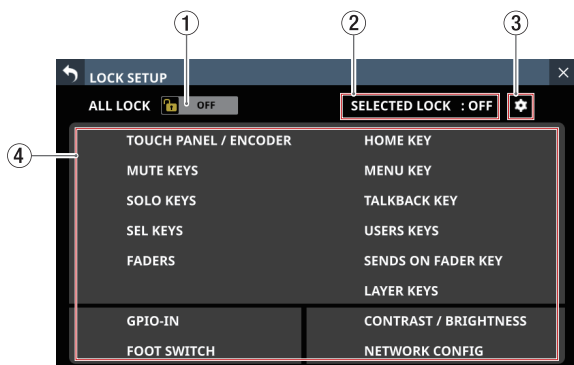 ① ② ③
LOCK SETUP
ALL LOCK OFF SELECTED LOCK : OFF
④
TOUCH PANEL / ENCODER HOME KEY
MUTE KEYS MENU KEY
SOLO KEYS TALKBACK KEY
SEL KEYS USERS KEYS
FADERS SENDS ON FADER KEY
LAYER KEYS
GPIO-IN CONTRAST / BRIGHTNESS
FOOT SWITCH NETWORK CONFIG